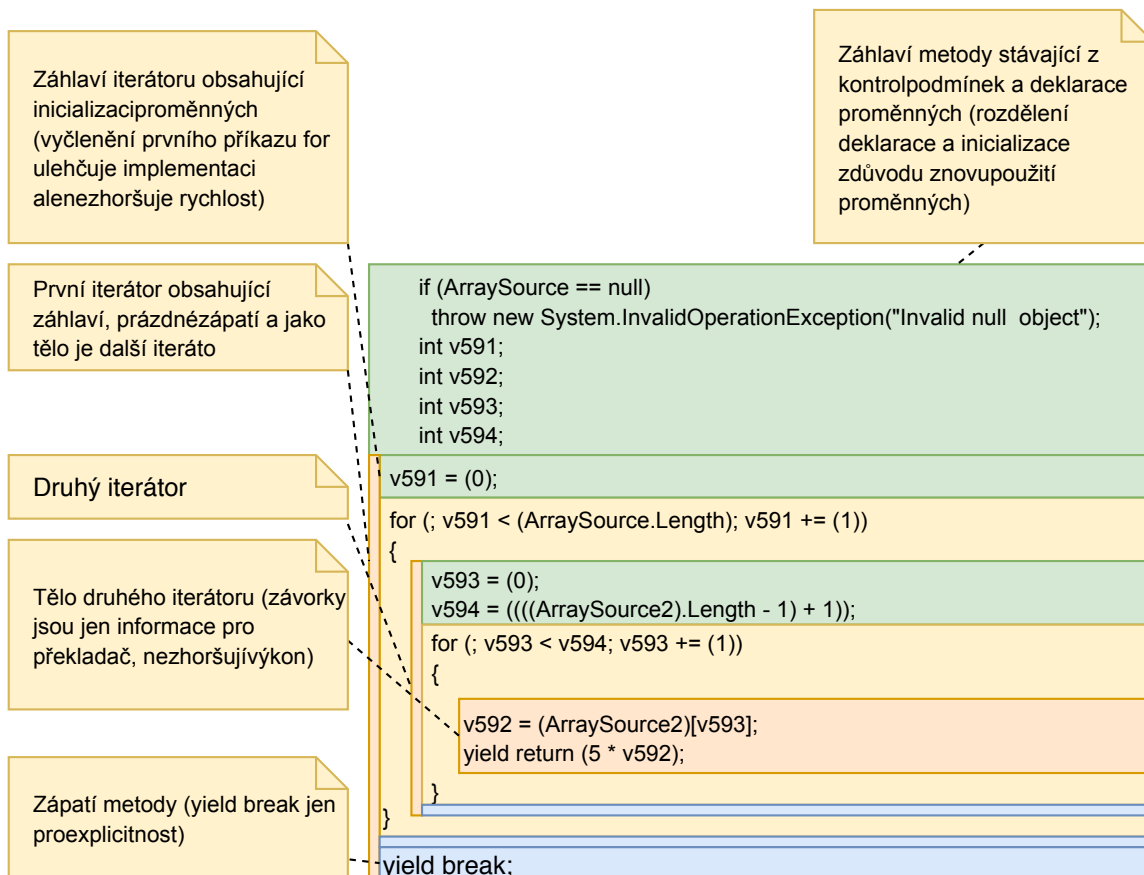 Záhlaví iterátoru obsahující
inicializaciproměnných
(vyčlenění prvního příkazu for
ulehčuje implementaci
alenezhoršuje rychlost)
Záhlaví metody stávající z
kontrolpodmínek a deklarace
proměnných (rozdělení
deklarace a inicializace
zdůvodu znovupoužití
proměnných)
První iterátor obsahující
záhlaví, prázdnézápatí a jako
tělo je další iteráto
Druhý iterátor
Tělo druhého iterátoru (závorky
jsou jen informace pro
překladač, nezhoršujívýkon)
Zápatí metody (yield break jen
proexplicitnost)
if (ArraySource == null)
throw new System.InvalidOperationException("Invalid null  object");
int v591;
int v592;
int v593;
int v594;
v591 = (0);
for (; v591 < (ArraySource.Length); v591 += (1))
{
v593 = (0);
v594 = ((((ArraySource2).Length - 1) + 1));
for (; v593 < v594; v593 += (1))
{
v592 = (ArraySource2)[v593];
yield return (5 * v592);
}
}
yield break;